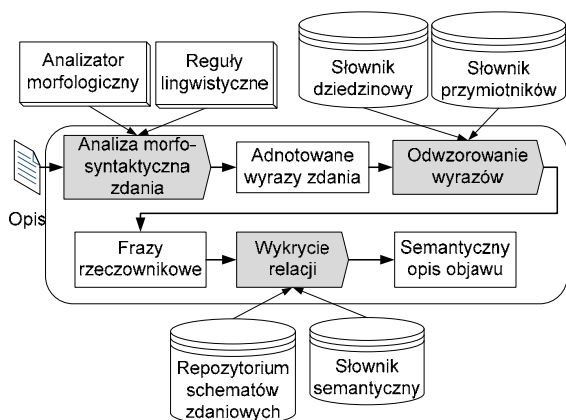 Analizator
morfologiczny
Reguły
lingwistyczne
Słownik
dziedzinowy
Słownik
przymiotników
Opis
Analiza morfo-
syntaktyczna
zdania
Adnotowane
wyrazy zdania
Odwzorowanie
wyrazów
Frazy
rzeczownikowe
Wykrycie
relacji
Semantyczny
opis objawu
Repozytorium
schematów
zdaniowych
Słownik
semantyczny